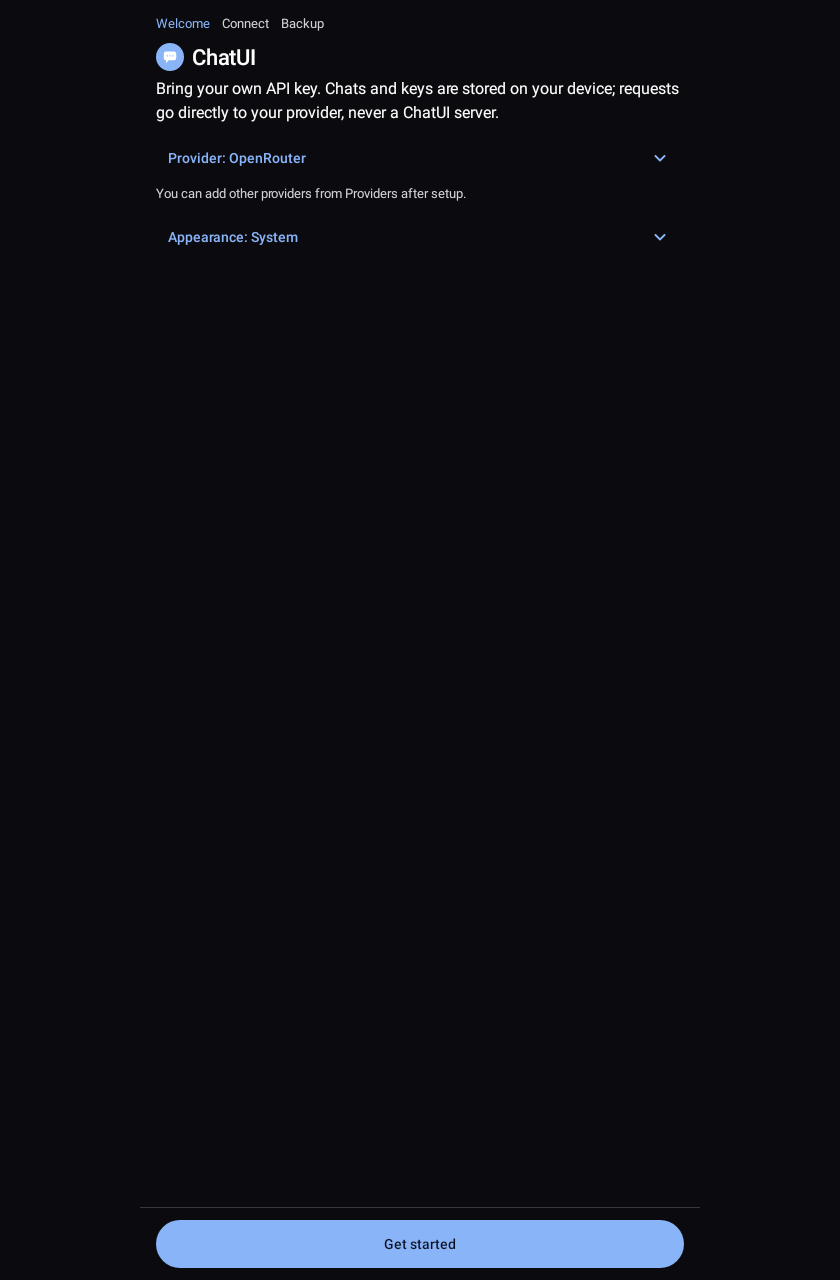 Welcome Connect Backup
ChatUI
Bring your own API key. Chats and keys are stored on your device; requests
go directly to your provider, never a ChatUI server.
Provider: OpenRouter
You can add other providers from Providers after setup.
Appearance: System
Get started